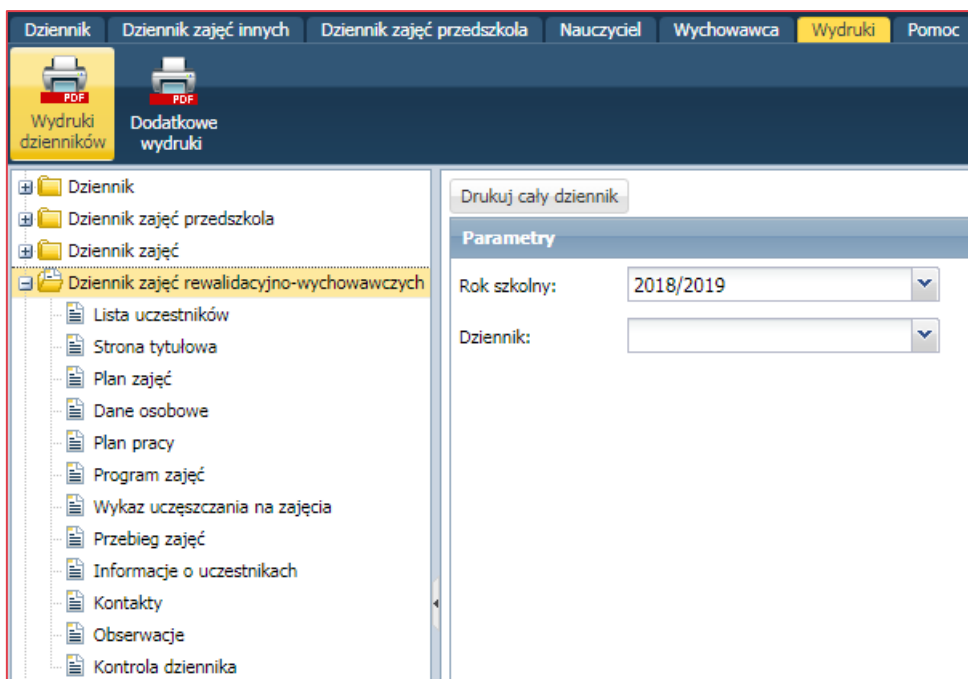 Dziennik Dziennik zajęć innych Dziennik zajęć przedszkola Nauczyciel Wychowawca Wydruki Pomoc
PDF PDF
Wydruki
dzienników
Dodatkowe
wydruki
Dziennik
Dziennik zajęć przedszkola
Dziennik zajęć
Dziennik zajęć rewalidacyjno-wychowawczych
Lista uczestników
Strona tytułowa
Plan zajęć
Dane osobowe
Plan pracy
Program zajęć
Wykaz uczęszczania na zajęcia
Przebieg zajęć
Informacje o uczestnikach
Kontakty
Obserwacje
Kontrola dziennika
Drukuj cały dziennik
Parametry
Rok szkolny: 2018/2019
Dziennik: